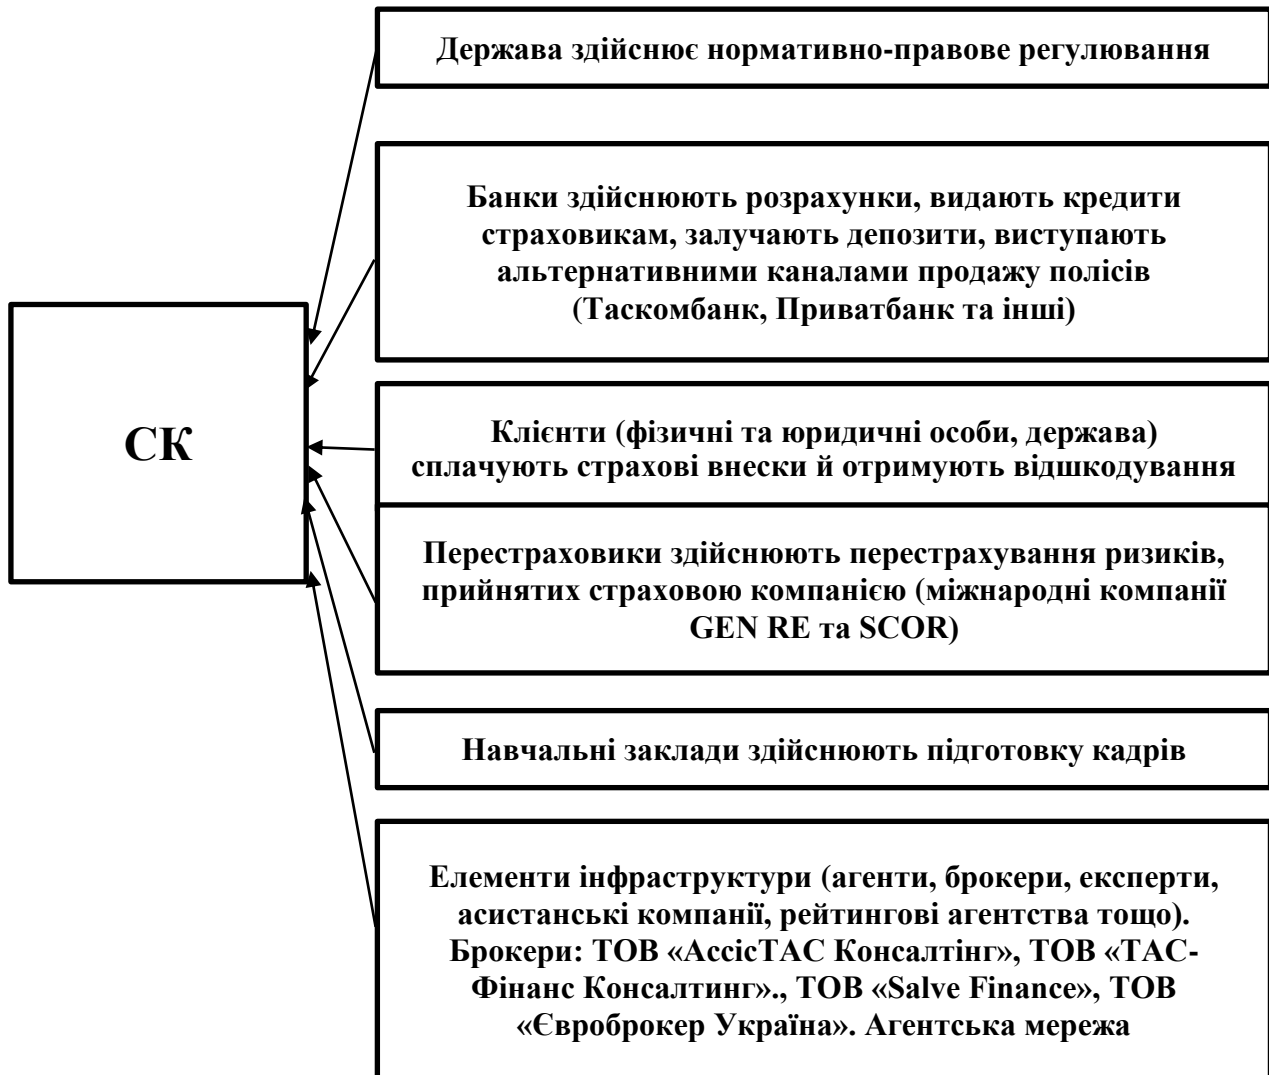 Держава здійснює нормативно-правове регулювання
Банки здійснюють розрахунки, видають кредити
страховикам, залучають депозити, виступають
альтернативними каналами продажу полісів
(Таскомбанк, Приватбанк та інші)
СК
Клієнти (фізичні та юридичні особи, держава)
сплачують страхові внески й отримують відшкодування
Перестраховики здійснюють перестрахування ризиків,
прийнятих страховою компанією (міжнародні компанії
GEN RE та SCOR)
Навчальні заклади здійснюють підготовку кадрів
Елементи інфраструктури (агенти, брокери, експерти,
асистанські компанії, рейтингові агентства тощо).
Брокери: ТОВ «АссісТАС Консалтінг», ТОВ «ТАС-
Фінанс Консалтинг»., ТОВ «Salve Finance», ТОВ
«Євроброкер Україна». Агентська мережа